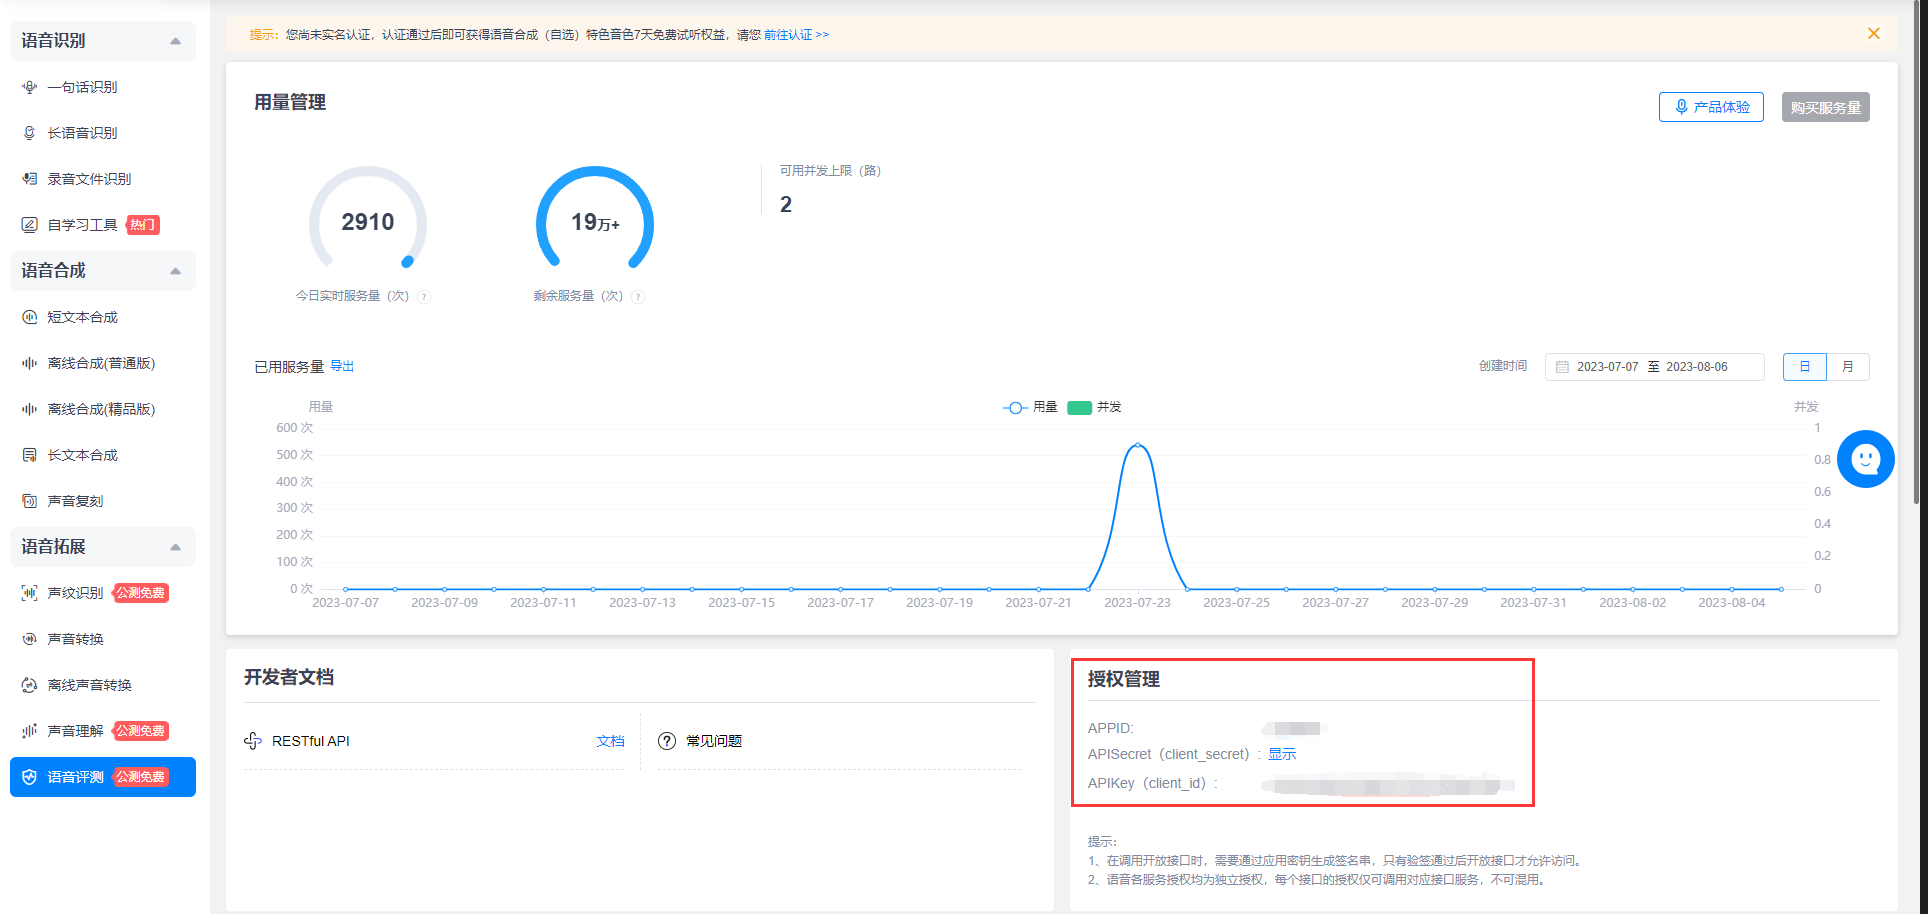 语音识别
一句话识别
长语音识别
录音文件识别
自学习工具 热门
语音合成
短文本合成
离线合成(普通版)
离线合成(精品版)
长文本合成
声音复刻
语音拓展
声纹识别 公测免费
声音转换
离线声音转换
声音理解 公测免费
语音评测 公测免费
提示：您尚未实名认证，认证通过后即可获得语音合成（自选）特色音色7天免费试听权益，请您 前往认证 >>
用量管理
产品体验 购买服务量
2910
今日实时服务量（次） ?
19万+
剩余服务量（次） ?
可用并发上限（路）
2
已用服务量 导出
创建时间 2023-07-07 至 2023-08-06 日 月
用量 用量 并发 并发
600 次
500 次
400 次
300 次
200 次
100 次
0 次
1
0.8
0.6
0.4
0.2
0
2023-07-07 2023-07-09 2023-07-11 2023-07-13 2023-07-15 2023-07-17 2023-07-19 2023-07-21 2023-07-23 2023-07-25 2023-07-27 2023-07-29 2023-07-31 2023-08-02 2023-08-04
开发者文档
RESTful API 文档
? 常见问题
授权管理
APPID:
APISecret（client_secret）: 显示
APIKey（client_id）:
提示：
1、在调用开放接口时，需要通过应用密钥生成签名串，只有验签通过后开放接口才允许访问。
2、语音各服务授权均为独立授权，每个接口的授权仅可调用对应接口服务，不可混用。